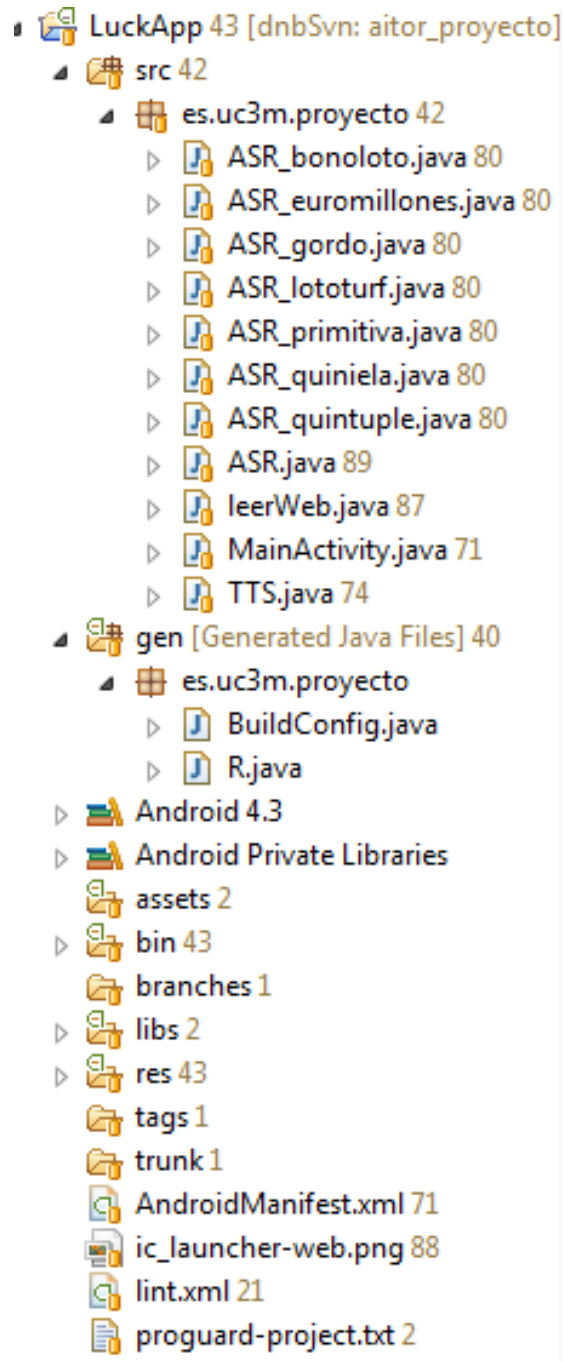 LuckApp 43 [dnbSvn: aitor_proyecto]
src 42
es.uc3m.proyecto 42
ASR_bonoloto.java 80
ASR_euromillones.java 80
ASR_gordo.java 80
ASR_lototurf.java 80
ASR_primitiva.java 80
ASR_quiniela.java 80
ASR_quintuple.java 80
ASR.java 89
leerWeb.java 87
MainActivity.java 71
TTS.java 74
gen [Generated Java Files] 40
es.uc3m.proyecto
BuildConfig.java
R.java
Android 4.3
Android Private Libraries
assets 2
bin 43
branches 1
libs 2
res 43
tags 1
trunk 1
AndroidManifest.xml 71
ic_launcher-web.png 88
lint.xml 21
proguard-project.txt 2